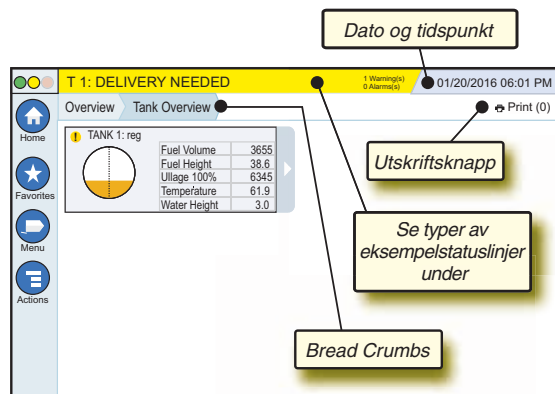 Dato og tidspunkt
T 1: DELIVERY NEEDED
1 Warning(s)
0 Alarms(s)
01/20/2016 06:01 PM
Overview Tank Overview
Print (0)
Home
Favorites
Menu
Actions
! TANK 1: reg
Fuel Volume 3655
Fuel Height 38.6
Ullage 100% 6345
Temperature 61.9
Water Height 3.0
Utskriftsknapp
Se typer av
eksempelstatuslinjer
under
Bread Crumbs